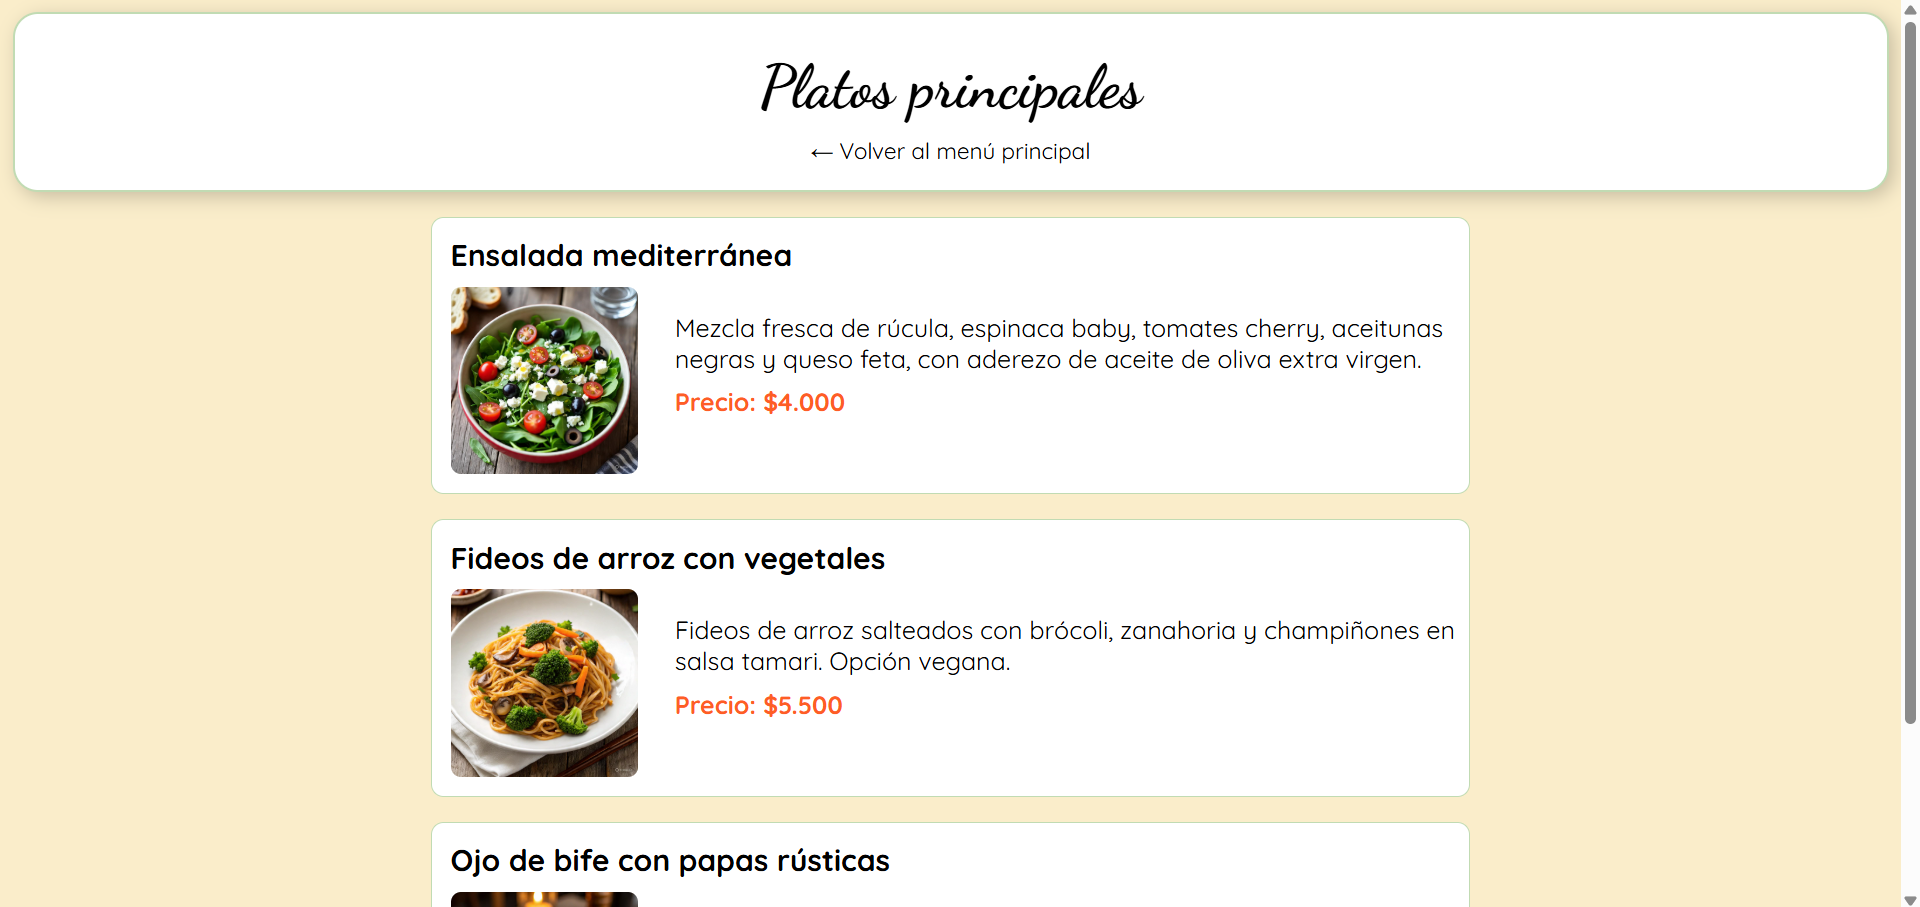 Platos principales
← Volver al menú principal
Ensalada mediterránea
Mezcla fresca de rúcula, espinaca baby, tomates cherry, aceitunas
negras y queso feta, con aderezo de aceite de oliva extra virgen.
Precio: $4.000
Fideos de arroz con vegetales
Fideos de arroz salteados con brócoli, zanahoria y champiñones en
salsa tamari. Opción vegana.
Precio: $5.500
Ojo de bife con papas rústicas